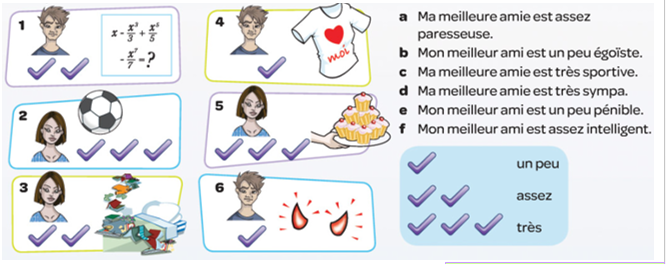 1
x - x³/3 + x⁵/5
- x⁷/7 = ?
2
3
4
moi
5
6
a Ma meilleure amie est assez
paresseuse.
b Mon meilleur ami est un peu égoïste.
c Ma meilleure amie est très sportive.
d Ma meilleure amie est très sympa.
e Mon meilleur ami est un peu pénible.
f Mon meilleur ami est assez intelligent.
un peu
assez
très